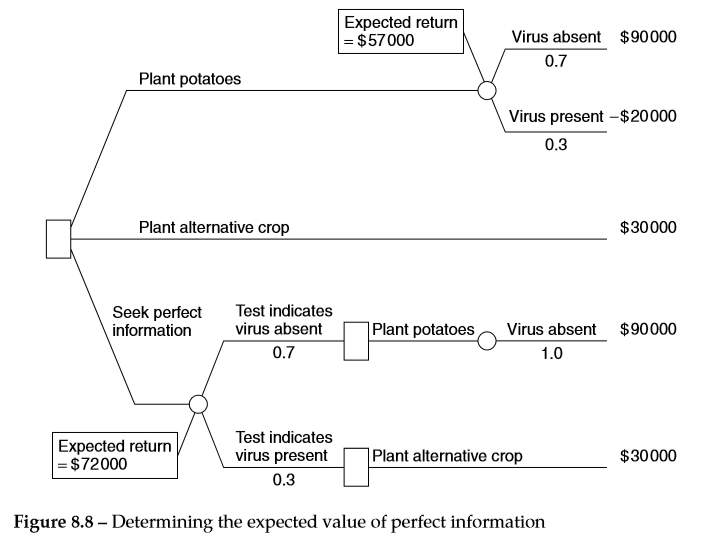 Expected return
= $57000
Virus absent $90000
0.7
Plant potatoes
Virus present –$20000
0.3
Plant alternative crop $30000
Seek perfect
information
Test indicates
virus absent
0.7
Plant potatoes
Virus absent $90000
1.0
Expected return
= $72000
Test indicates
virus present
0.3
Plant alternative crop $30000
Figure 8.8 – Determining the expected value of perfect information